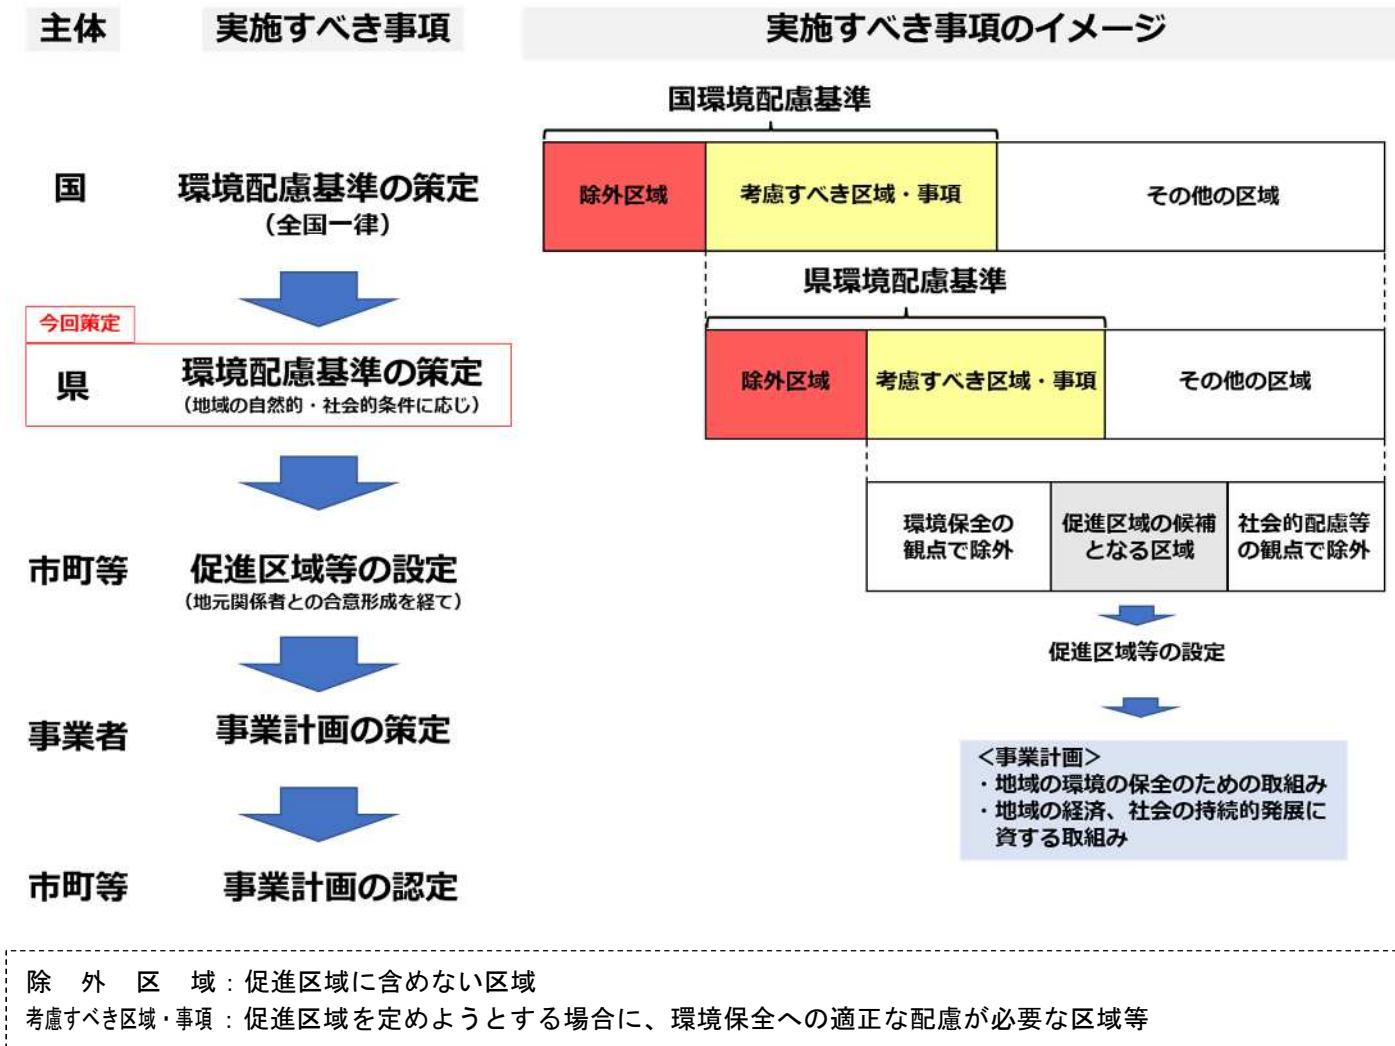 主体
実施すべき事項
実施すべき事項のイメージ
国環境配慮基準
国
環境配慮基準の策定
（全国一律）
除外区域
考慮すべき区域・事項
その他の区域
県環境配慮基準
今回策定
県
環境配慮基準の策定
（地域の自然的・社会的条件に応じ）
除外区域
考慮すべき区域・事項
その他の区域
環境保全の
観点で除外
促進区域の候補
となる区域
社会的配慮等
の観点で除外
市町等
促進区域等の設定
（地元関係者との合意形成を経て）
促進区域等の設定
事業者
事業計画の策定
＜事業計画＞
・地域の環境の保全のための取組み
・地域の経済、社会の持続的発展に
資する取組み
市町等
事業計画の認定
除外区域：促進区域に含めない区域
考慮すべき区域・事項：促進区域を定めようとする場合に、環境保全への適正な配慮が必要な区域等